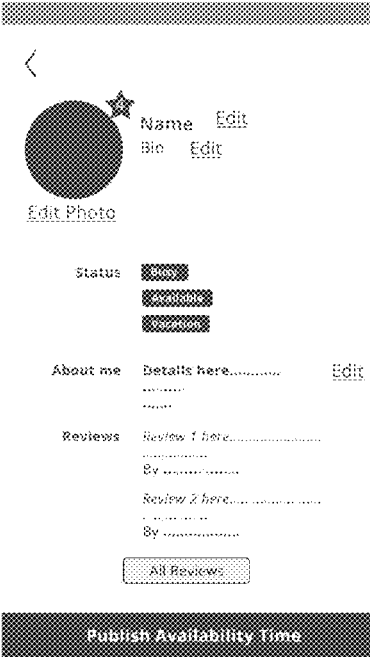 Name Edit
Bio Edit
Edit Photo
Status Busy
Available
Vacation
About me Details here............ Edit
..........
.......
Reviews Review 1 here......................
................
By ..................
Review 2 here..... ................ .....
. .............. ...
By ..................
All Reviews
Publish Availability Time